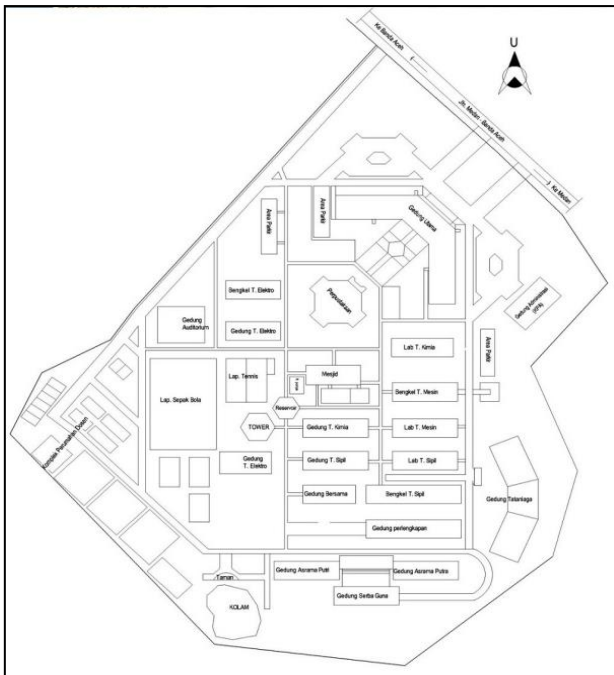 Ke Banda Aceh
U
Jln. Medan - Banda Aceh
Ke Medan
Area Parkir
Area Parkir
Gedung Utama
Gedung Administrasi
(KPA)
Bengkel T. Elektro
Perpustakaan
Gedung
Auditorium
Gedung T. Elektro
Lab T. Kimia
Area Parkir
Lap. Tennis
Mesjid
Lap. Sepak Bola
Bengkel T. Mesin
Reservoir
TOWER
Gedung T. Kimia
Lab T. Mesin
Komplek Perumahan Dosen
Gedung
T. Elektro
Gedung T. Sipil
Lab T. Sipil
Gedung Bersama
Bengkel T. Sipil
Gedung Tataniaga
Gedung perlengkapan
Gedung Asrama Putri
Gedung Asrama Putra
Taman
Gedung Serba Guna
KOLAM